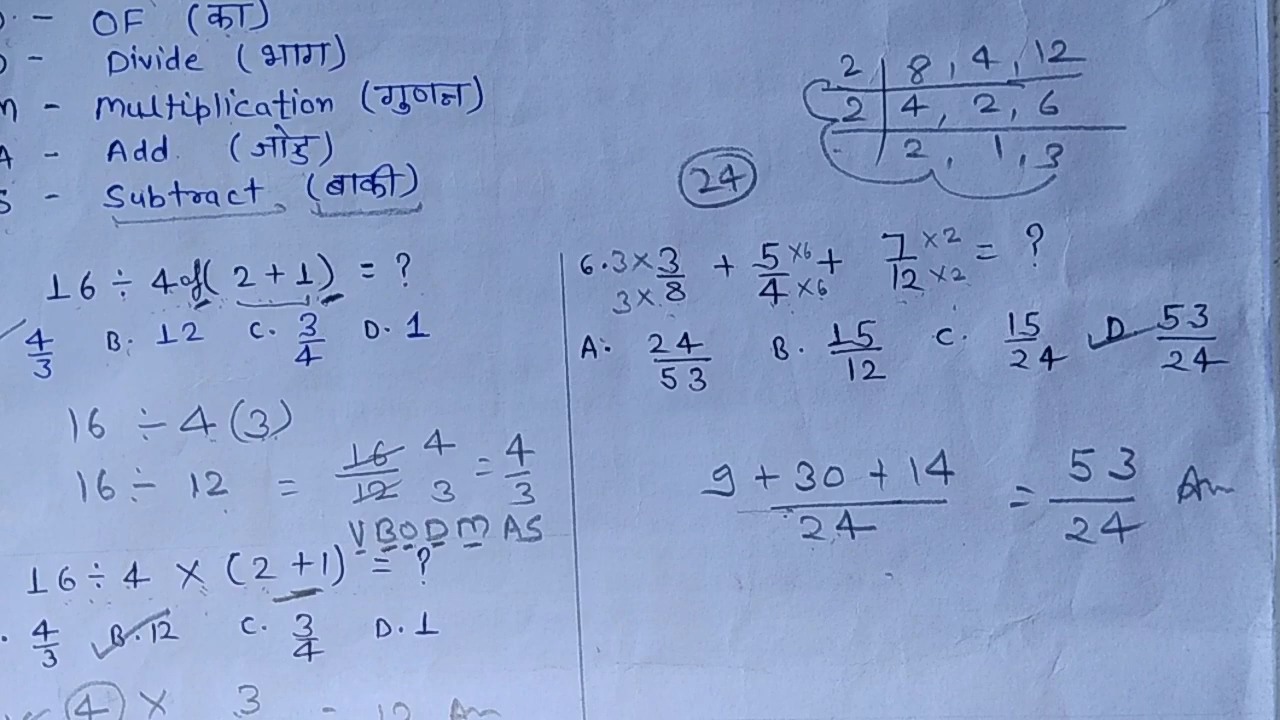 - OF (का)
- Divide (भाग)
- Multiplication (गुणन)
A - Add (जोड़)
S - Subtract (बाकी)
16 ÷ 4 of (2 + 1) = ?
4/3 B. 12 C. 3/4 D. 1
16 ÷ 4 (3)
16 ÷ 12 = 16/12 4/3 = 4/3
VBODMAS
16 ÷ 4 × (2 + 1) = ?
4/3 B. 12 C. 3/4 D. 1
4 × 3 = 12 An
2 | 8, 4, 12
2 | 4, 2, 6
2, 1, 3
24
6. 3×3/3×8 + 5×6/4×6 + 7×2/12×2 = ?
A. 24/53 B. 15/12 C. 15/24 D 53/24
9 + 30 + 14/24 = 53/24 An